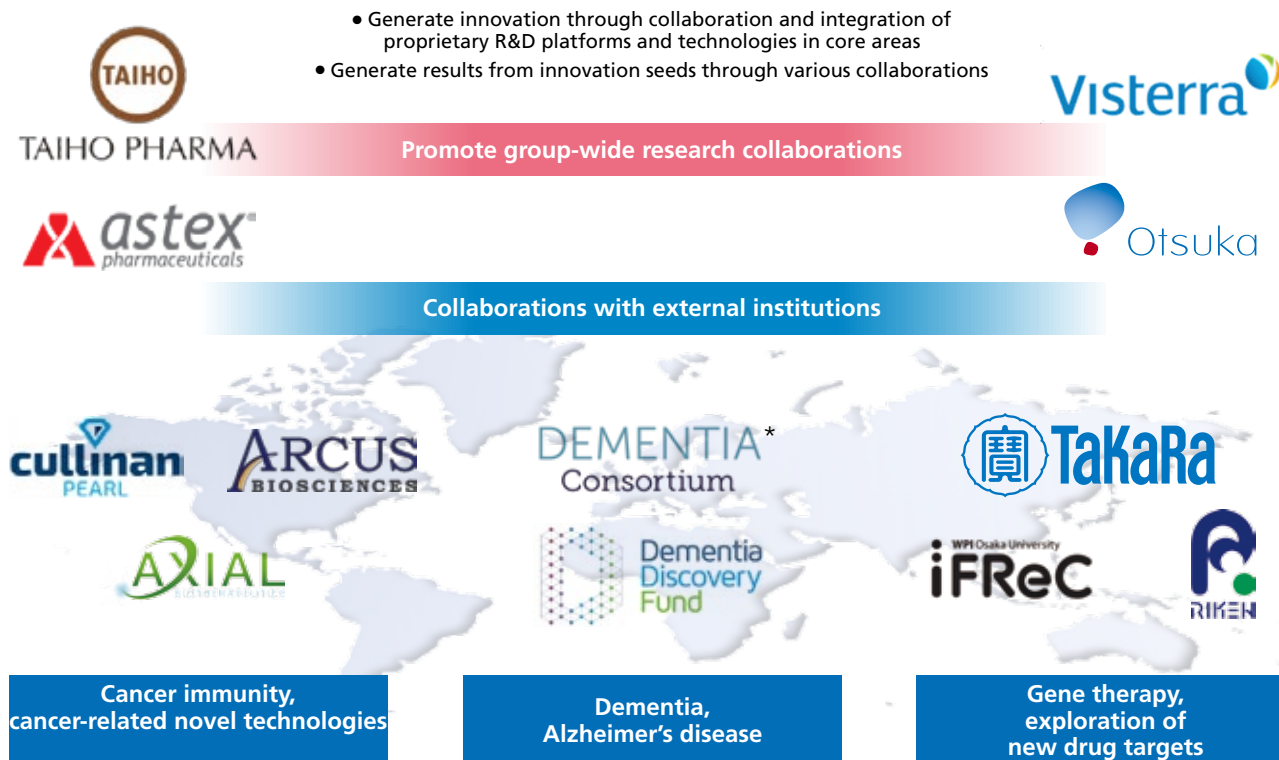 • Generate innovation through collaboration and integration of
proprietary R&D platforms and technologies in core areas
• Generate results from innovation seeds through various collaborations
TAIHO
TAIHO PHARMA
Visterra
Promote group-wide research collaborations
astex®
pharmaceuticals
Otsuka
Collaborations with external institutions
cullinan
PEARL
ARCUS
BIOSCIENCES
DEMENTIA*
Consortium
寶
TaKaRa
AXIAL
Dementia
Discovery
Fund
WPI Osaka University
iFReC
RIKEN
Cancer immunity,
cancer-related novel technologies
Dementia,
Alzheimer's disease
Gene therapy,
exploration of
new drug targets